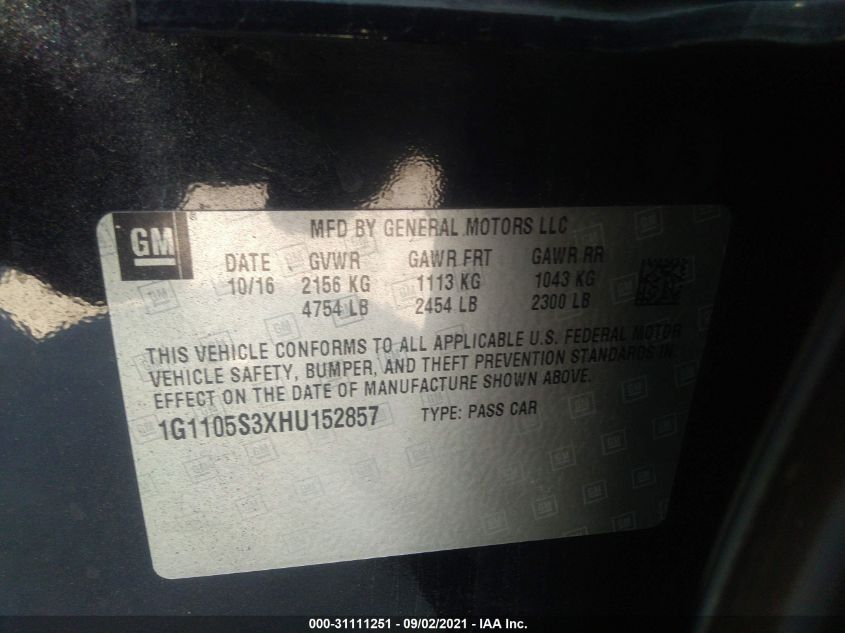 GM
MFD BY GENERAL MOTORS LLC
DATE GVWR GAWR FRT GAWR RR
10/16 2156 KG 1113 KG 1043 KG
4754 LB 2454 LB 2300 LB
THIS VEHICLE CONFORMS TO ALL APPLICABLE U.S. FEDERAL MOTOR
VEHICLE SAFETY, BUMPER, AND THEFT PREVENTION STANDARDS IN
EFFECT ON THE DATE OF MANUFACTURE SHOWN ABOVE.
1G1105S3XHU152857 TYPE: PASS CAR
000-31111251 - 09/02/2021 - IAA Inc.